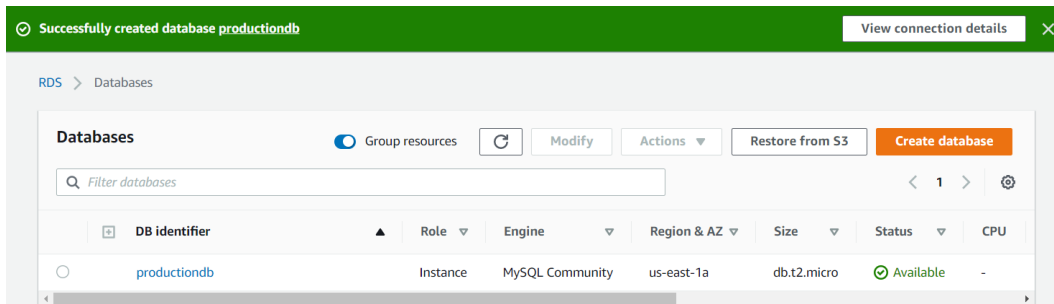 Successfully created database productiondb View connection details
RDS > Databases
Databases Group resources Modify Actions Restore from S3 Create database
Filter databases 1
DB identifier Role Engine Region & AZ Size Status CPU
productiondb Instance MySQL Community us-east-1a db.t2.micro Available -